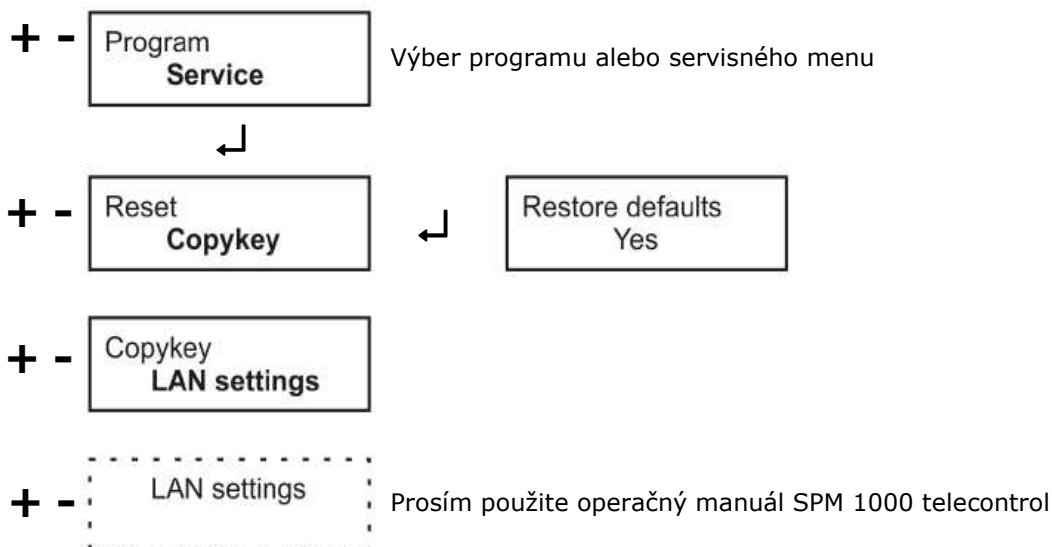 + -
Program
Service
Výber programu alebo servisného menu
+ -
Reset
Copykey
Restore defaults
Yes
+ -
Copykey
LAN settings
+ -
LAN settings
Prosím použite operačný manuál SPM 1000 telecontrol